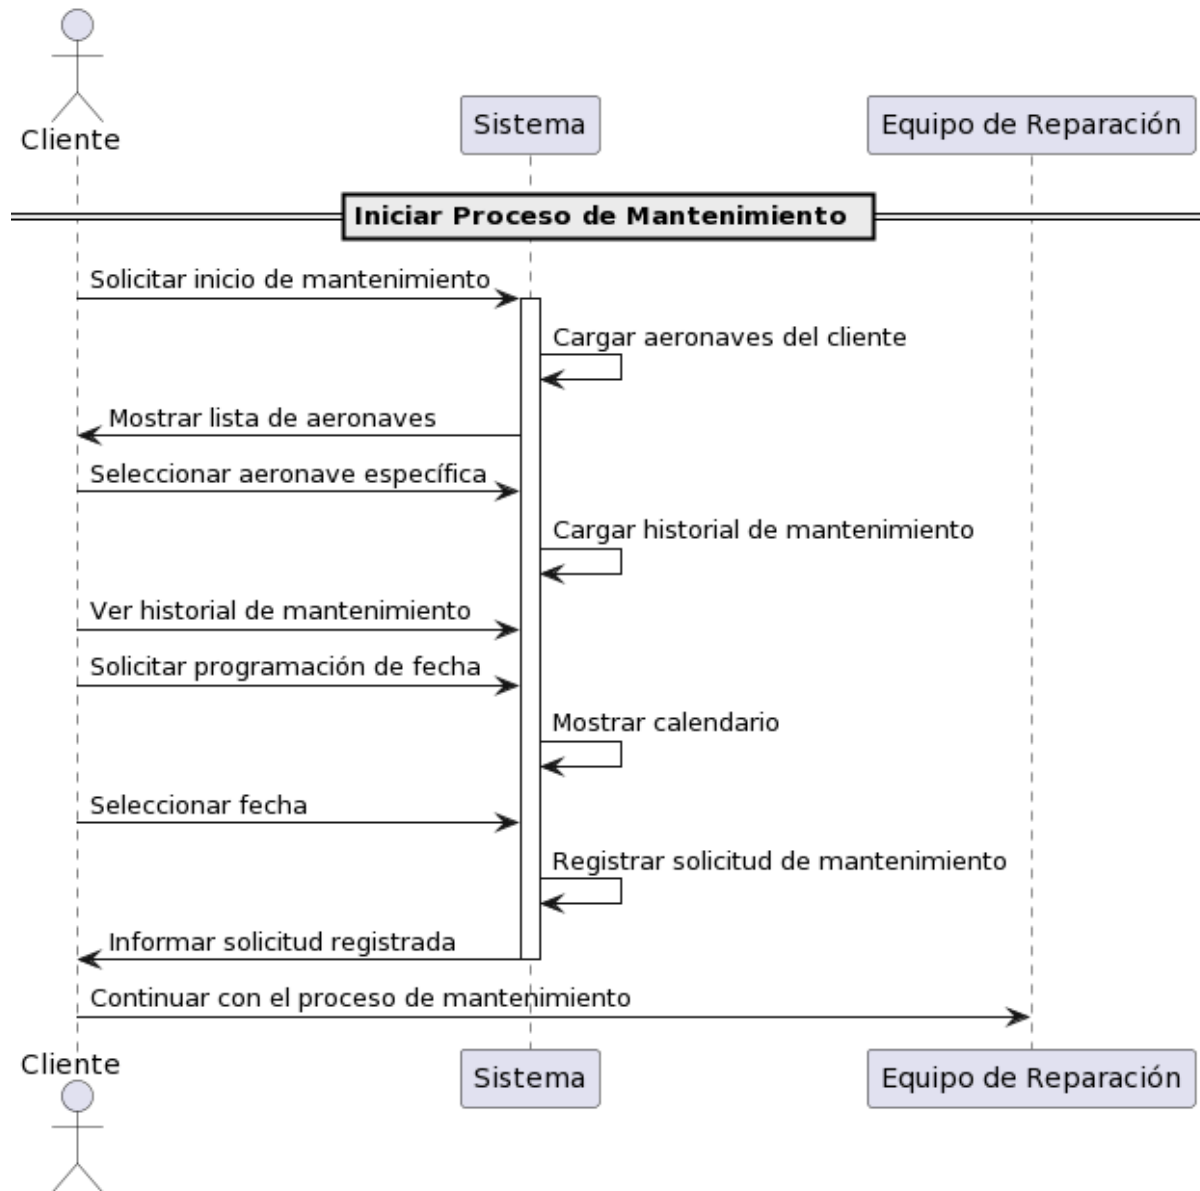 Cliente
Sistema
Equipo de Reparación
Iniciar Proceso de Mantenimiento
Solicitar inicio de mantenimiento
Cargar aeronaves del cliente
Mostrar lista de aeronaves
Seleccionar aeronave específica
Cargar historial de mantenimiento
Ver historial de mantenimiento
Solicitar programación de fecha
Mostrar calendario
Seleccionar fecha
Registrar solicitud de mantenimiento
Informar solicitud registrada
Continuar con el proceso de mantenimiento
Cliente
Sistema
Equipo de Reparación